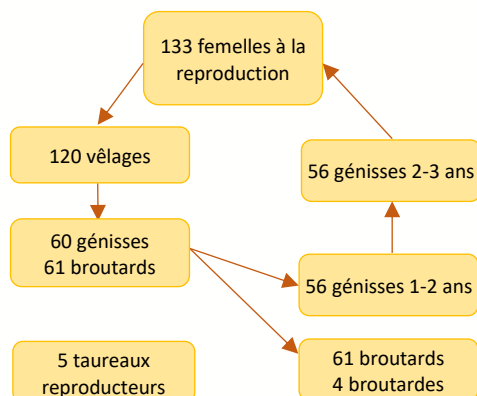 133 femelles à la
reproduction
120 vêlages
56 génisses 2-3 ans
60 génisses
61 broutards
56 génisses 1-2 ans
5 taureaux
reproducteurs
61 broutards
4 broutardes